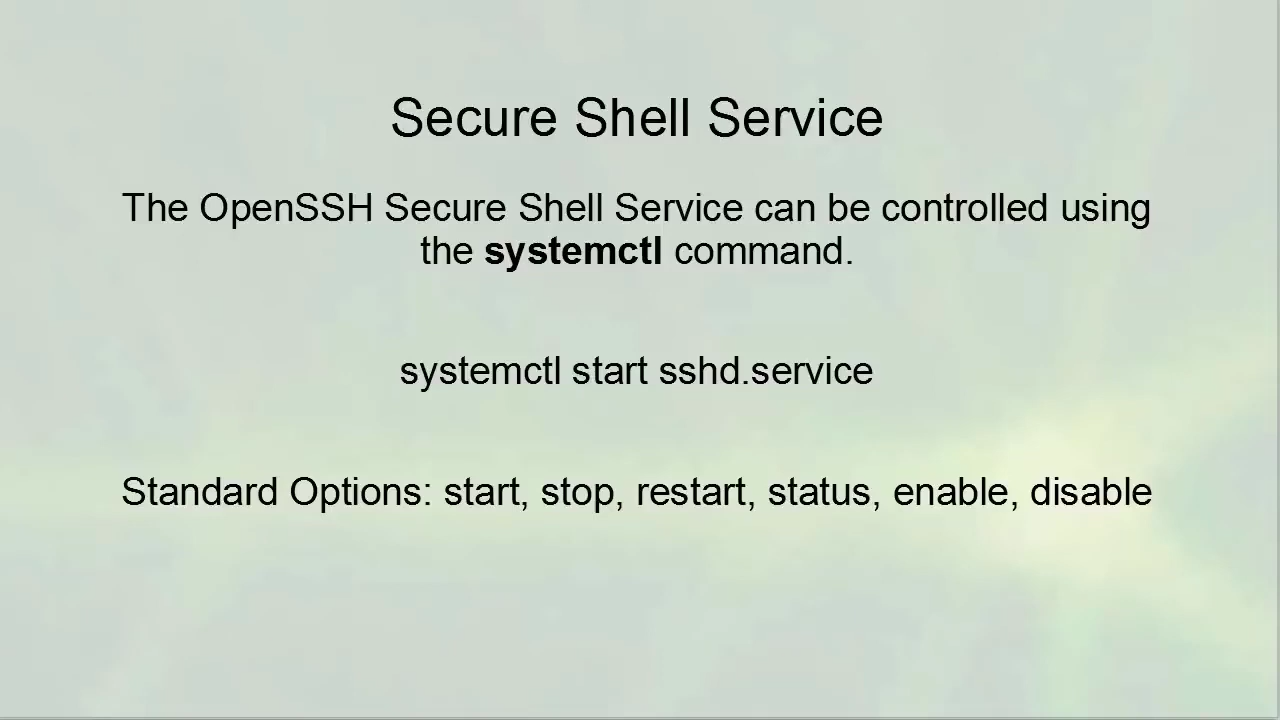 Secure Shell Service
The OpenSSH Secure Shell Service can be controlled using
the systemctl command.
systemctl start sshd.service
Standard Options: start, stop, restart, status, enable, disable